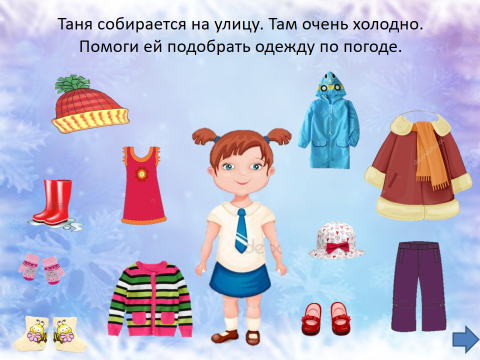 Таня собирается на улицу. Там очень холодно.
Помоги ей подобрать одежду по погоде.